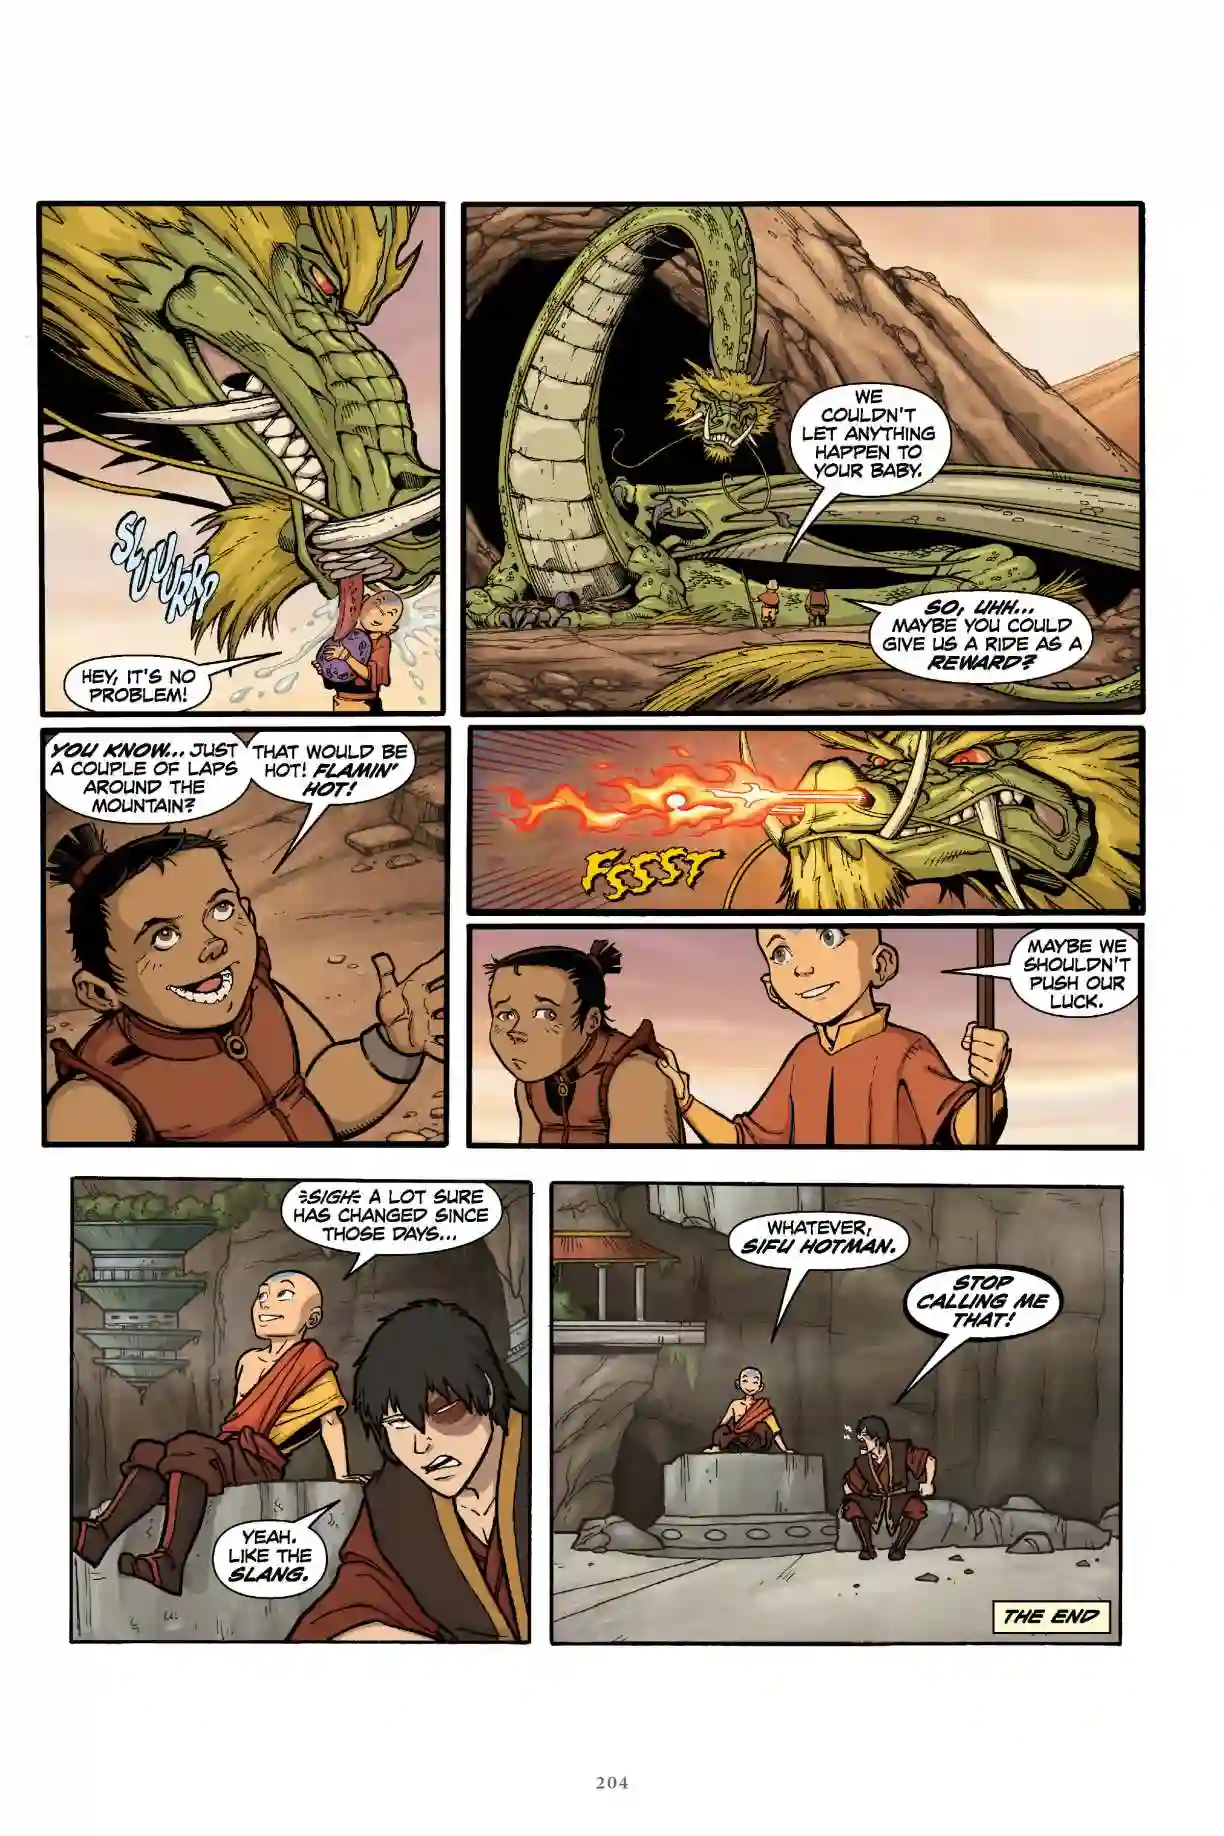 SLUUURRP
HEY, IT'S NO
PROBLEM!
WE
COULDN'T
LET ANYTHING
HAPPEN TO
YOUR BABY.
SO, UHH...
MAYBE YOU COULD
GIVE US A RIDE AS A
REWARD?
YOU KNOW... JUST
A COUPLE OF LAPS
AROUND THE
MOUNTAIN?
THAT WOULD BE
HOT! FLAMIN'
HOT!
FSSSST
MAYBE WE
SHOULDN'T
PUSH OUR
LUCK.
SIGH A LOT SURE
HAS CHANGED SINCE
THOSE DAYS...
YEAH.
LIKE THE
SLANG.
WHATEVER,
SIFU HOTMAN.
STOP
CALLING ME
THAT!
THE END
204